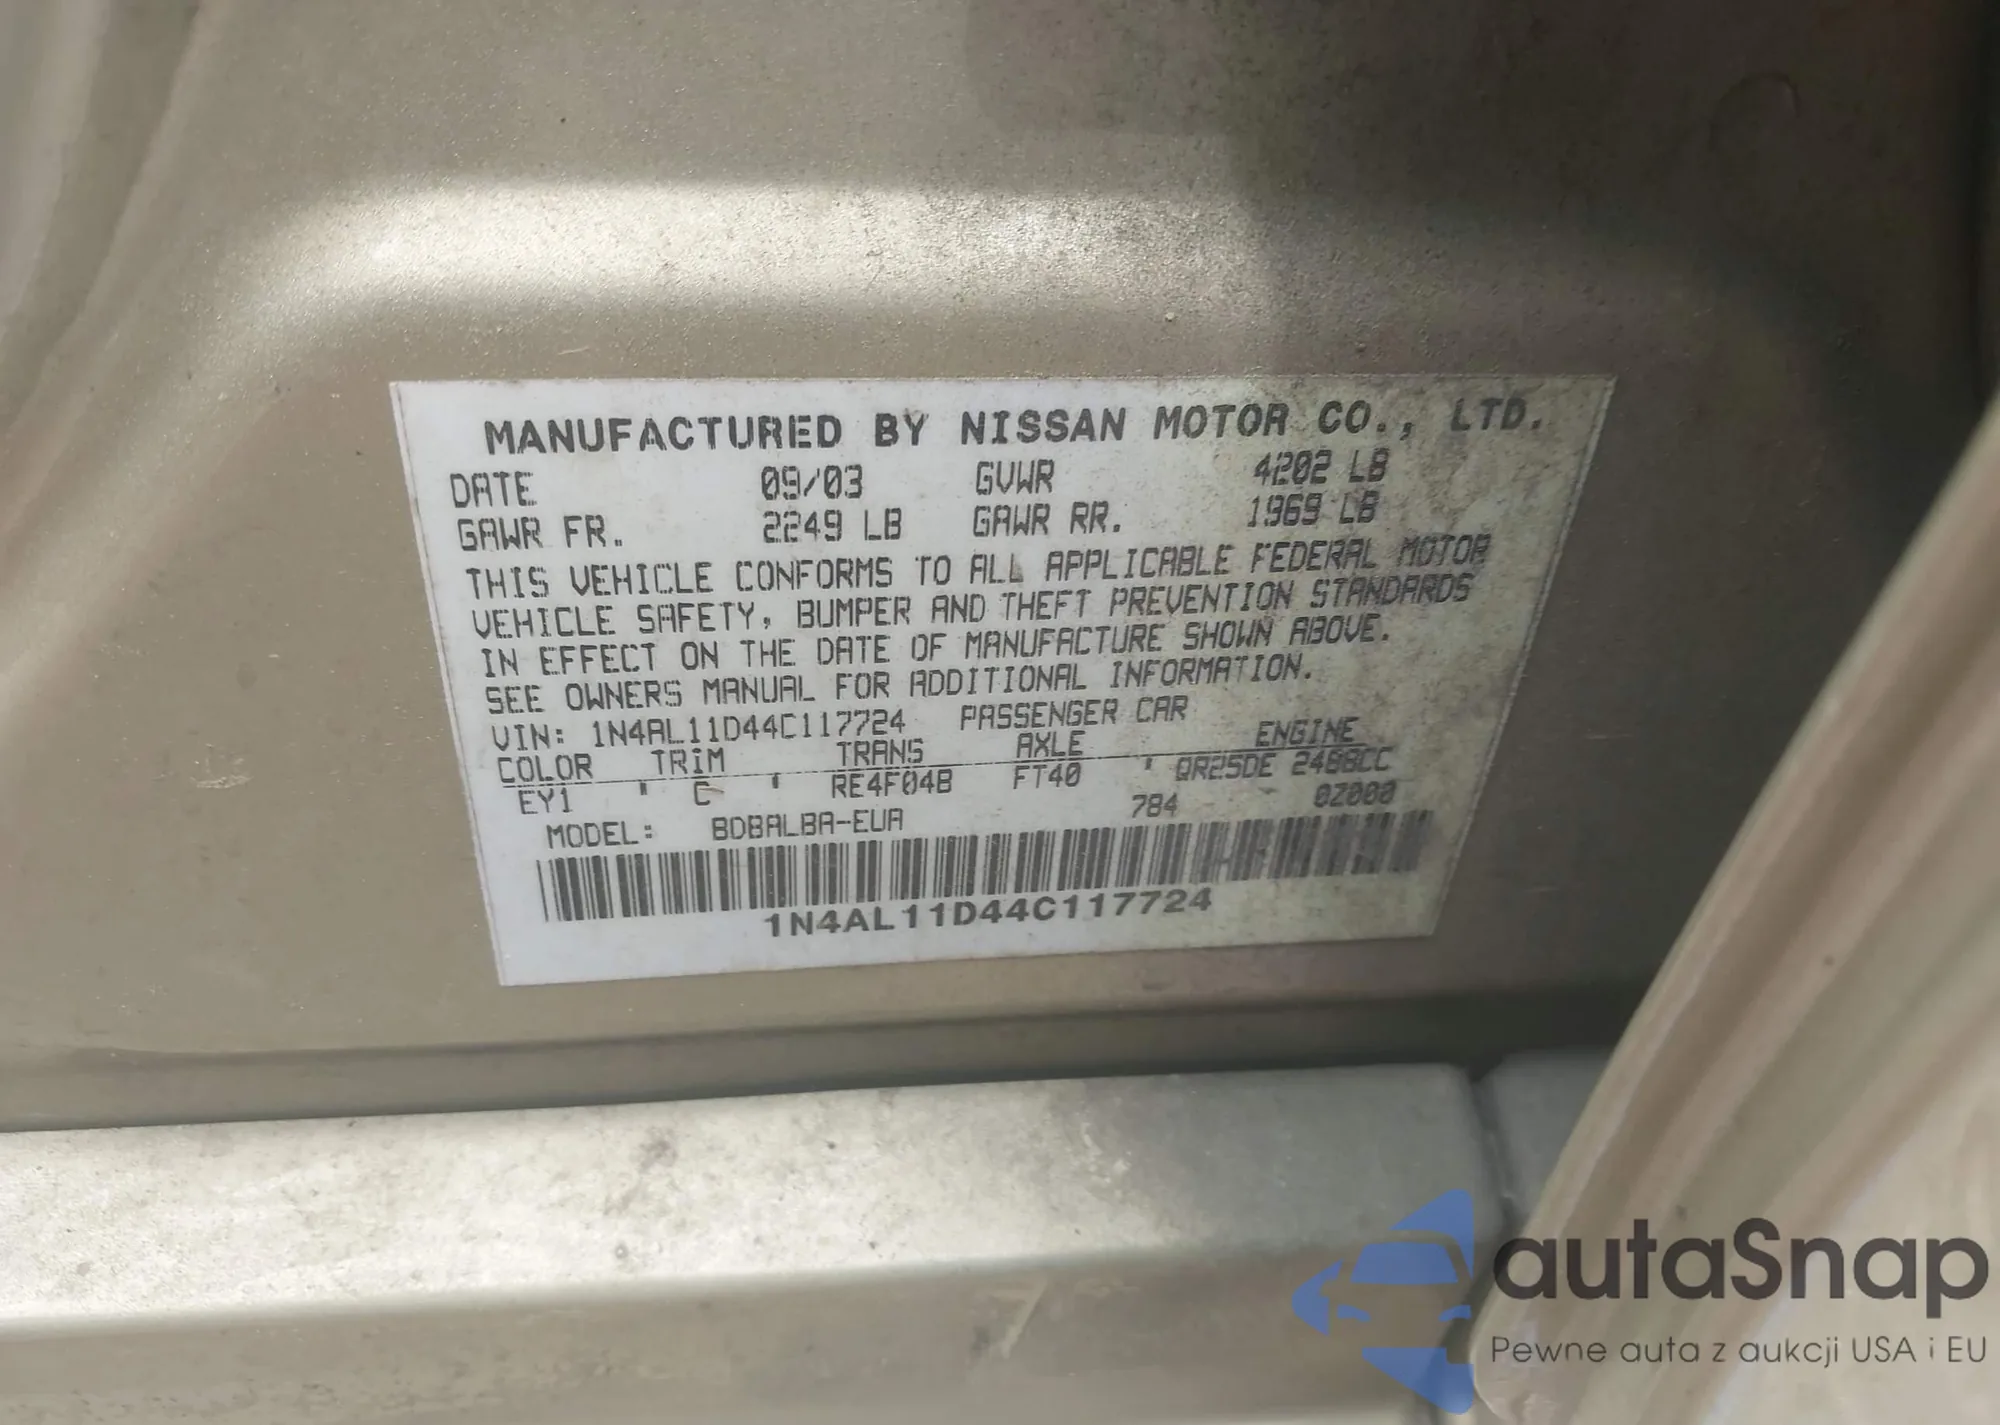 MANUFACTURED BY NISSAN MOTOR CO., LTD.
DATE 09/03 GVWR 4202 LB
GAWR FR. 2249 LB GAWR RR. 1969 LB
THIS VEHICLE CONFORMS TO ALL APPLICABLE FEDERAL MOTOR
VEHICLE SAFETY, BUMPER AND THEFT PREVENTION STANDARDS
IN EFFECT ON THE DATE OF MANUFACTURE SHOWN ABOVE.
SEE OWNERS MANUAL FOR ADDITIONAL INFORMATION.
VIN: 1N4AL11D44C117724 PASSENGER CAR
COLOR TRIM TRANS AXLE ENGINE
EY1 ' C ' RE4F04B FT40 ' QR25DE 2488CC
MODEL: BDBALBA-EUA 784 0Z000
1N4AL11D44C117724
autaSnap
Pewne auta z aukcji USA i EU